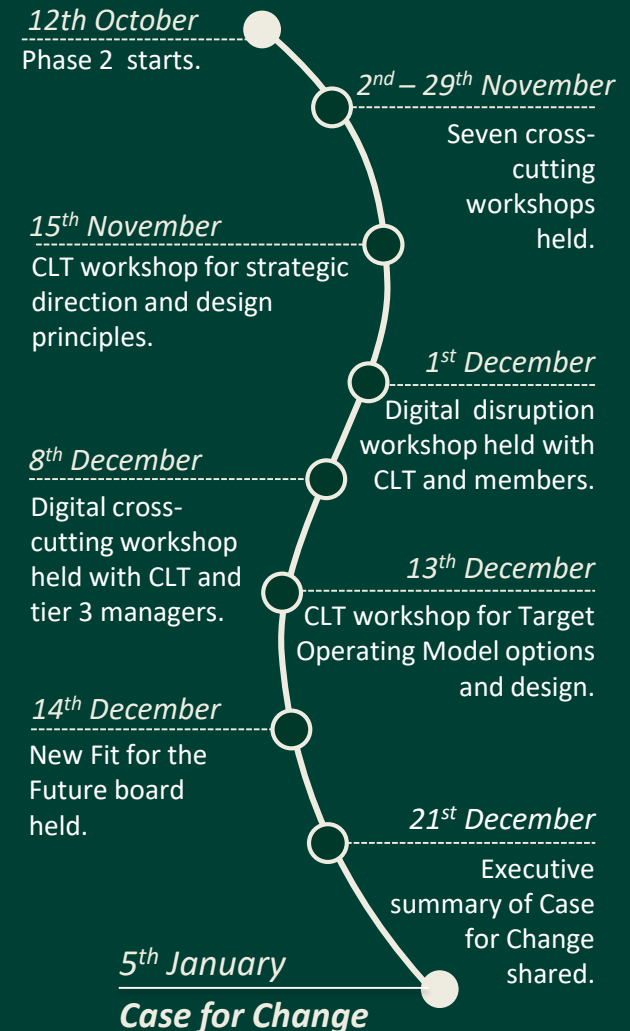 12th October
Phase 2 starts.
2nd – 29th November
Seven cross-
cutting
workshops
held.
15th November
CLT workshop for strategic
direction and design
principles.
1st December
Digital disruption
workshop held with
CLT and members.
8th December
Digital cross-
cutting workshop
held with CLT and
tier 3 managers.
13th December
CLT workshop for Target
Operating Model options
and design.
14th December
New Fit for the
Future board
held.
21st December
Executive
summary of Case
for Change
shared.
5th January
Case for Change